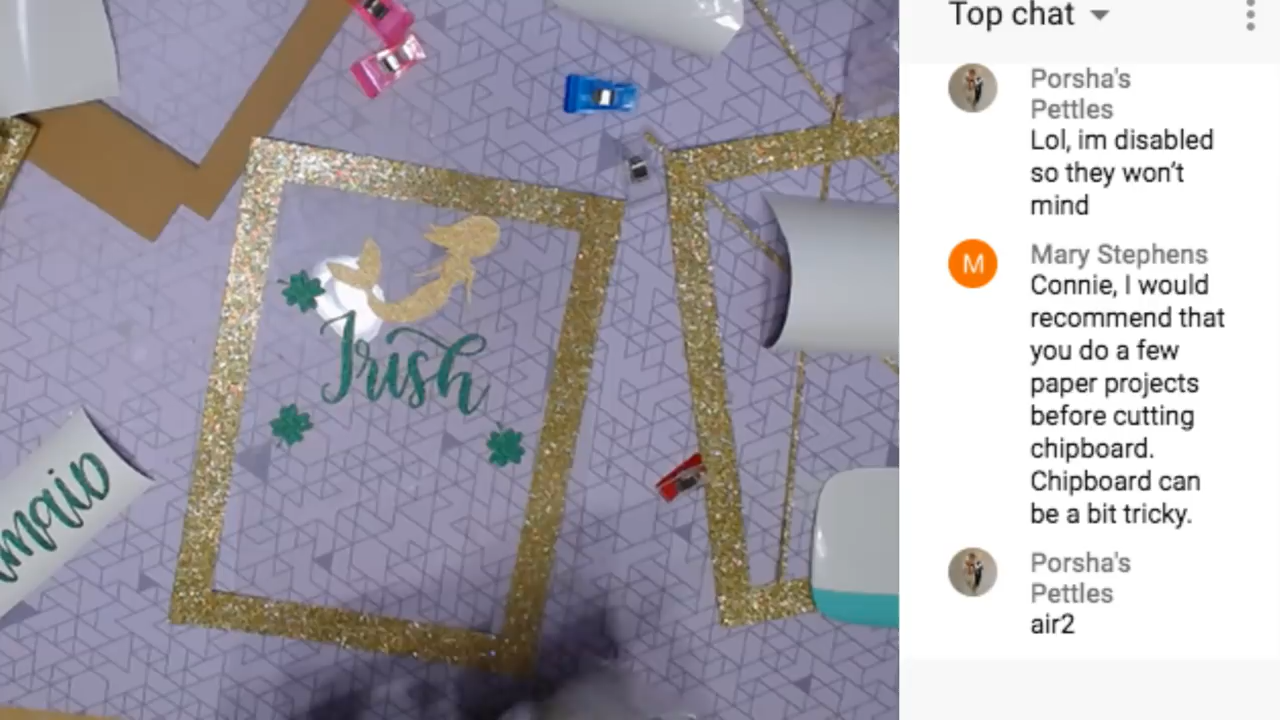 Irish
maid
Top chat
Porsha's
Pettles
Lol, im disabled
so they won't
mind
M
Mary Stephens
Connie, I would
recommend that
you do a few
paper projects
before cutting
chipboard.
Chipboard can
be a bit tricky.
Porsha's
Pettles
air2